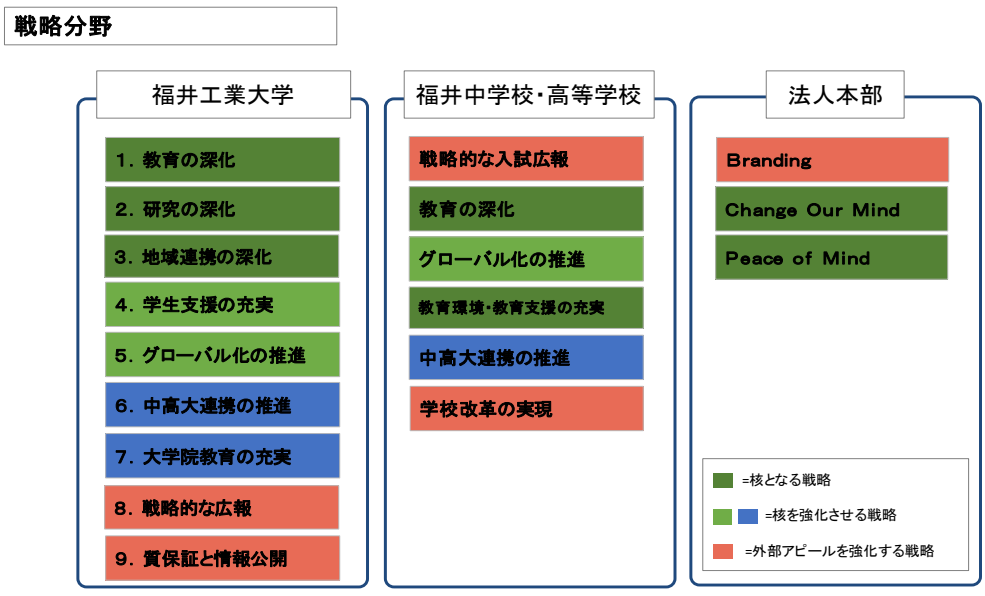 戦略分野
福井工業大学
1．教育の深化
2．研究の深化
3．地域連携の深化
4．学生支援の充実
5．グローバル化の推進
6．中高大連携の推進
7．大学院教育の充実
8．戦略的な広報
9．質保証と情報公開
福井中学校・高等学校
戦略的な入試広報
教育の深化
グローバル化の推進
教育環境・教育支援の充実
中高大連携の推進
学校改革の実現
法人本部
Branding
Change Our Mind
Peace of Mind
=核となる戦略
=核を強化させる戦略
=外部アピールを強化する戦略